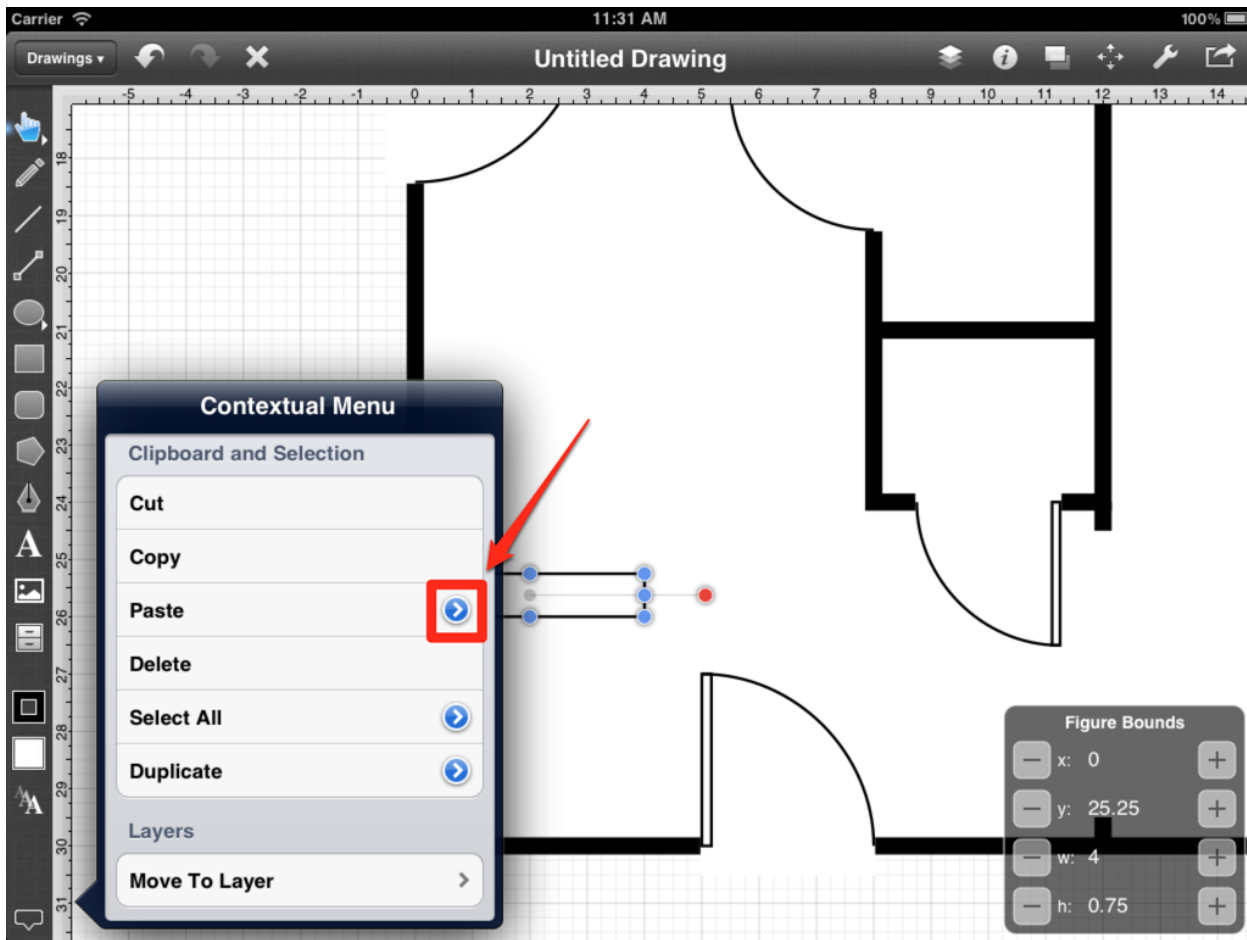 Carrier
11:31 AM
100%
Drawings ▾
Untitled Drawing
-5 -4 -3 -2 -1 0 1 2 3 4 5 6 7 8 9 10 11 12 13 14
18
19
20
21
22
23
24
25
26
27
28
29
30
31
A
AA
Contextual Menu
Clipboard and Selection
Cut
Copy
Paste
Delete
Select All
Duplicate
Layers
Move To Layer
Figure Bounds
x: 0
y: 25.25
w: 4
h: 0.75